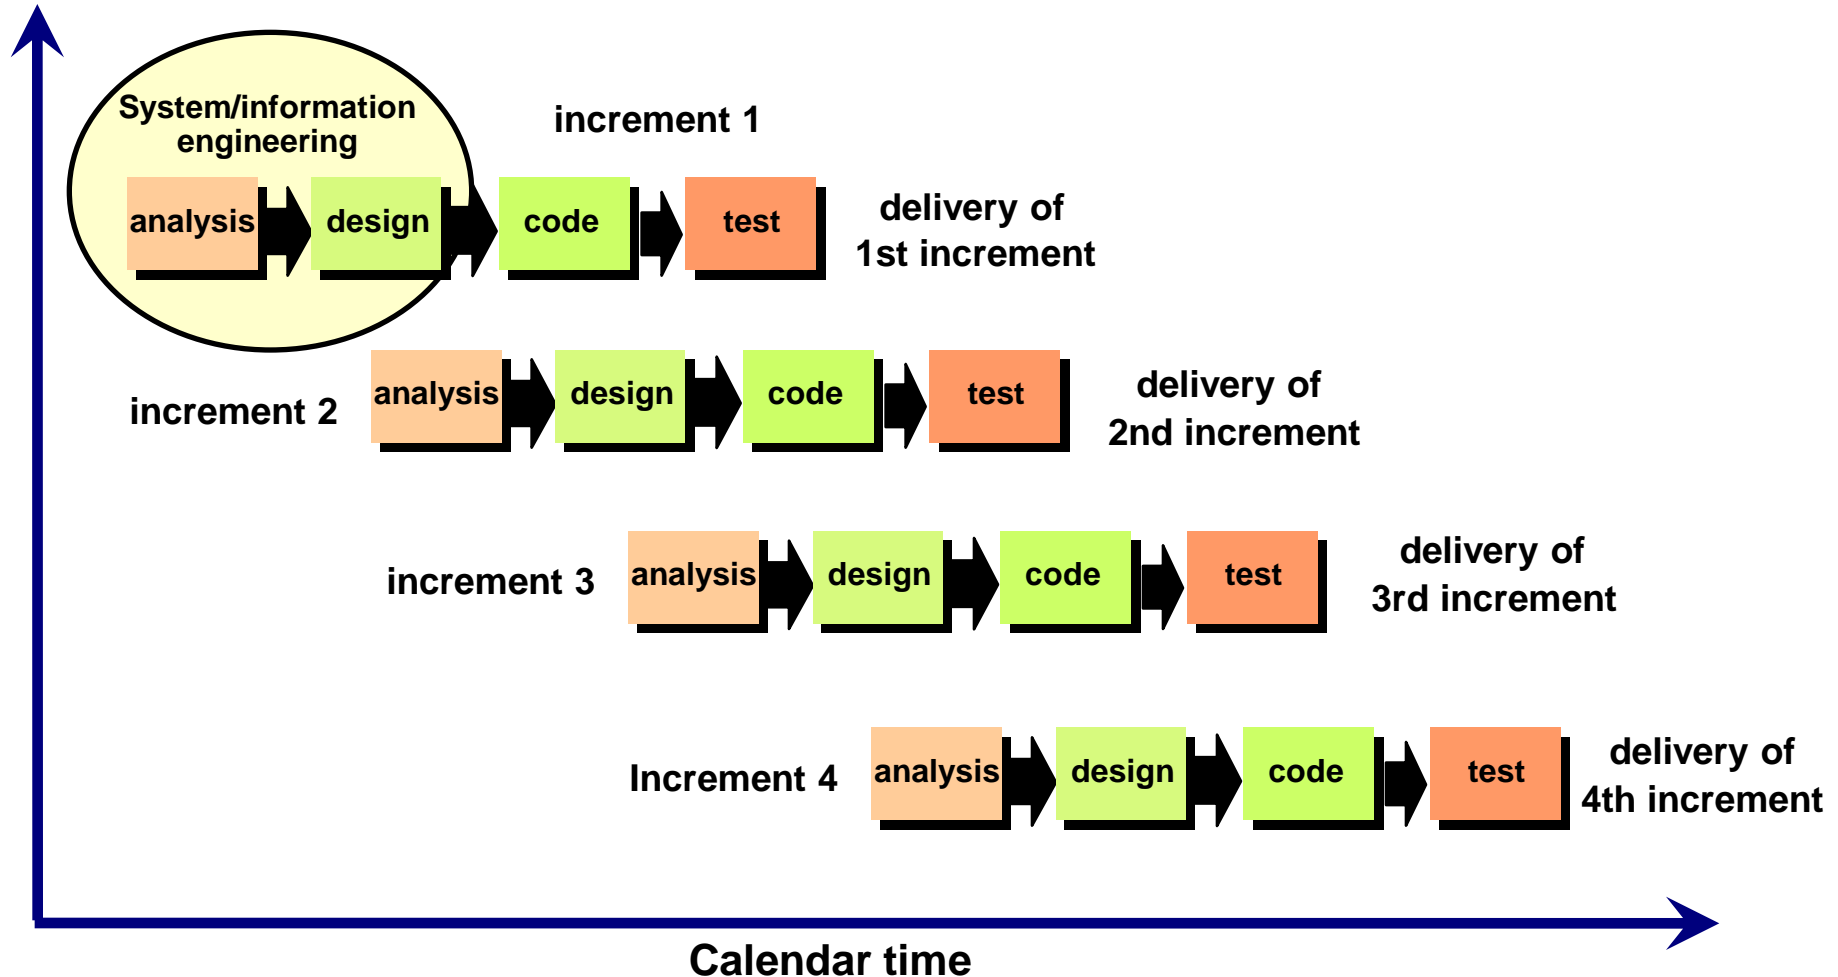 System/information
engineering
increment 1
analysis
design
code
test
delivery of
1st increment
increment 2
analysis
design
code
test
delivery of
2nd increment
increment 3
analysis
design
code
test
delivery of
3rd increment
Increment 4
analysis
design
code
test
delivery of
4th increment
Calendar time